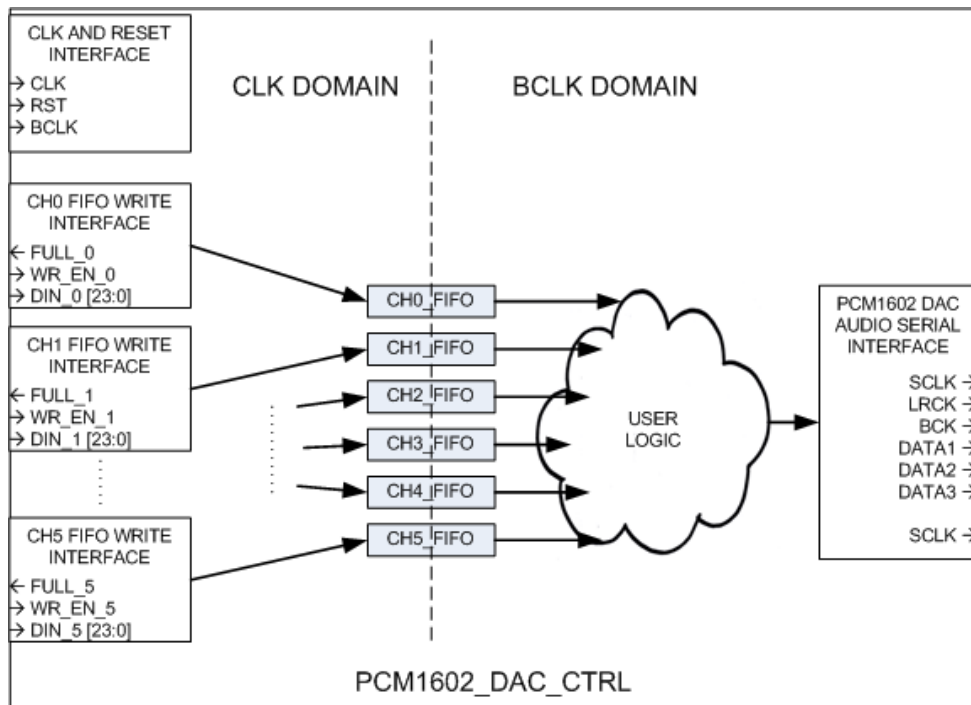 CLK AND RESET
INTERFACE
→ CLK
→ RST
→ BCLK
CLK DOMAIN
BCLK DOMAIN
CH0 FIFO WRITE
INTERFACE
← FULL_0
→ WR_EN_0
→ DIN_0 [23:0]
CH1 FIFO WRITE
INTERFACE
← FULL_1
→ WR_EN_1
→ DIN_1 [23:0]
CH5 FIFO WRITE
INTERFACE
← FULL_5
→ WR_EN_5
→ DIN_5 [23:0]
CH0_FIFO
CH1_FIFO
CH2_FIFO
CH3_FIFO
CH4_FIFO
CH5_FIFO
USER
LOGIC
PCM1602 DAC
AUDIO SERIAL
INTERFACE
SCLK →
LRCK →
BCK →
DATA1 →
DATA2 →
DATA3 →
SCLK →
PCM1602_DAC_CTRL